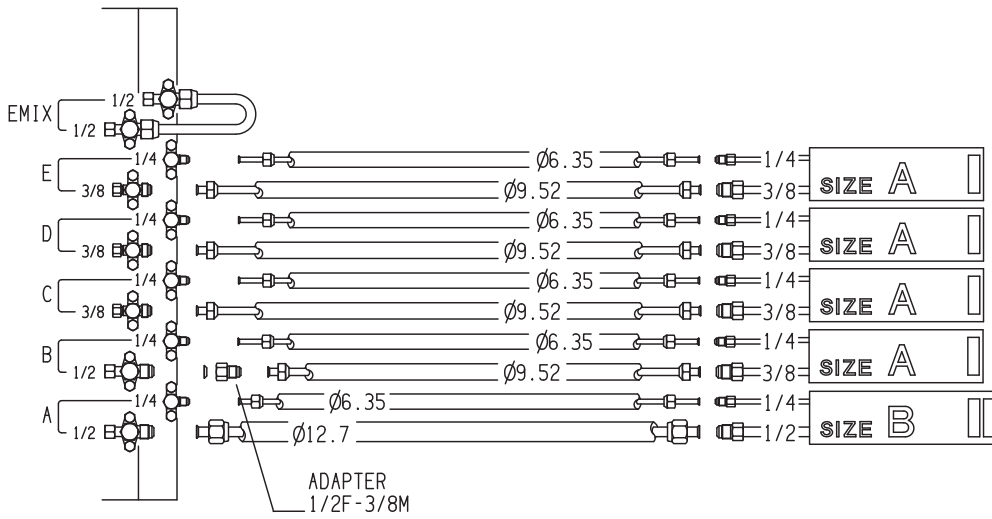 EMIX
1/2
1/2
E
1/4
3/8
Ø6.35
Ø9.52
1/4
3/8
SIZE A
D
1/4
3/8
Ø6.35
Ø9.52
1/4
3/8
SIZE A
C
1/4
3/8
Ø6.35
Ø9.52
1/4
3/8
SIZE A
B
1/4
1/2
Ø6.35
Ø9.52
1/4
3/8
SIZE A
A
1/4
1/2
Ø6.35
Ø12.7
1/4
1/2
SIZE B
ADAPTER
1/2F-3/8M